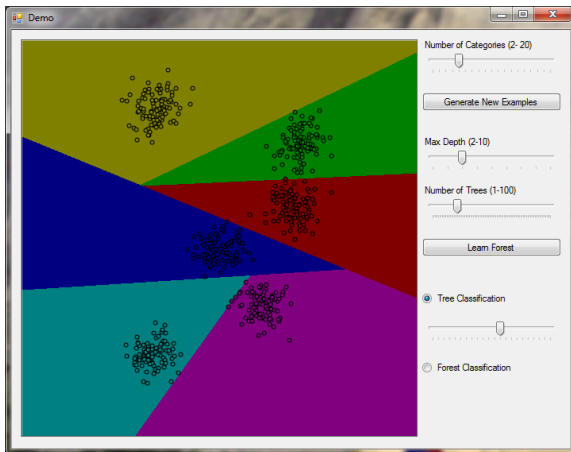 Demo
Number of Categories (2- 20)
Generate New Examples
Max Depth (2-10)
Number of Trees (1-100)
Learn Forest
Tree Classification
Forest Classification